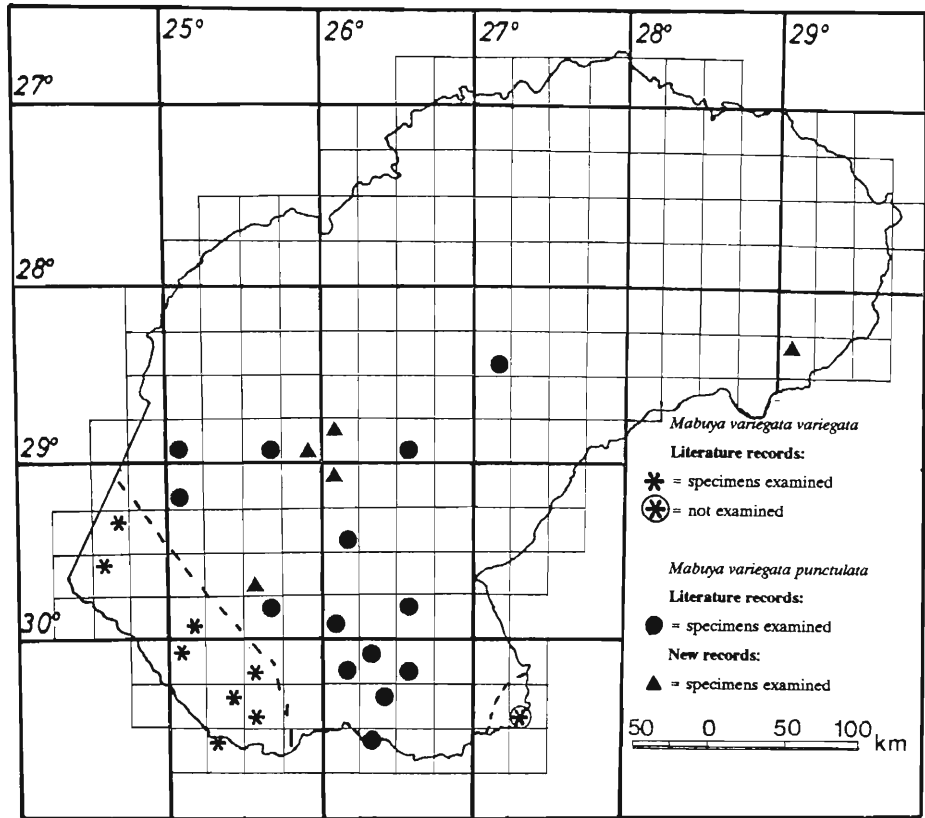 25° 26° 27° 28° 29°
27°
28°
29°
30°
Mabuya variegata variegata
Literature records:
= specimens examined
= not examined
Mabuya variegata punctulata
Literature records:
= specimens examined
New records:
= specimens examined
50 0 50 100 km